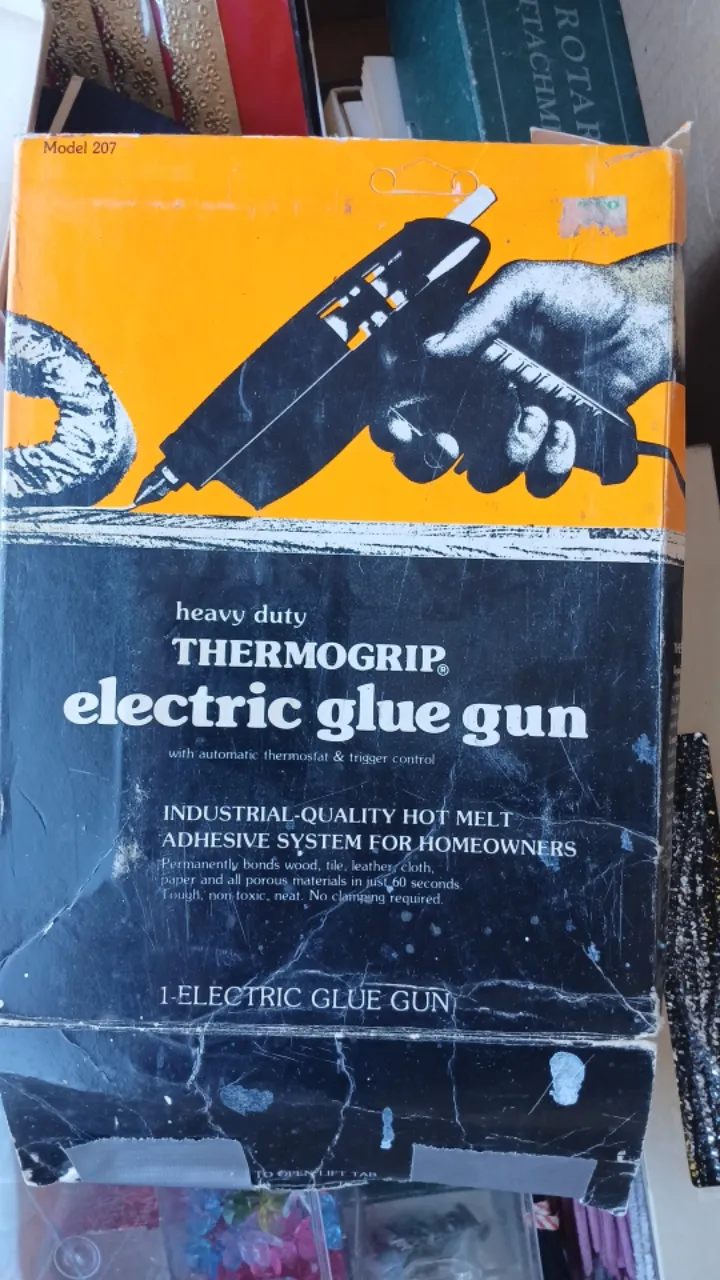 ROTAR
TTACHM
Model 207
heavy duty
THERMOGRIP®
electric glue gun
with automatic thermostat & trigger control
INDUSTRIAL-QUALITY HOT MELT
ADHESIVE SYSTEM FOR HOMEOWNERS
Permanently bonds wood, tile, leather, cloth,
paper and all porous materials in just 60 seconds.
Tough, non toxic, neat. No clamping required.
1-ELECTRIC GLUE GUN
TO OPEN LIFT TAB